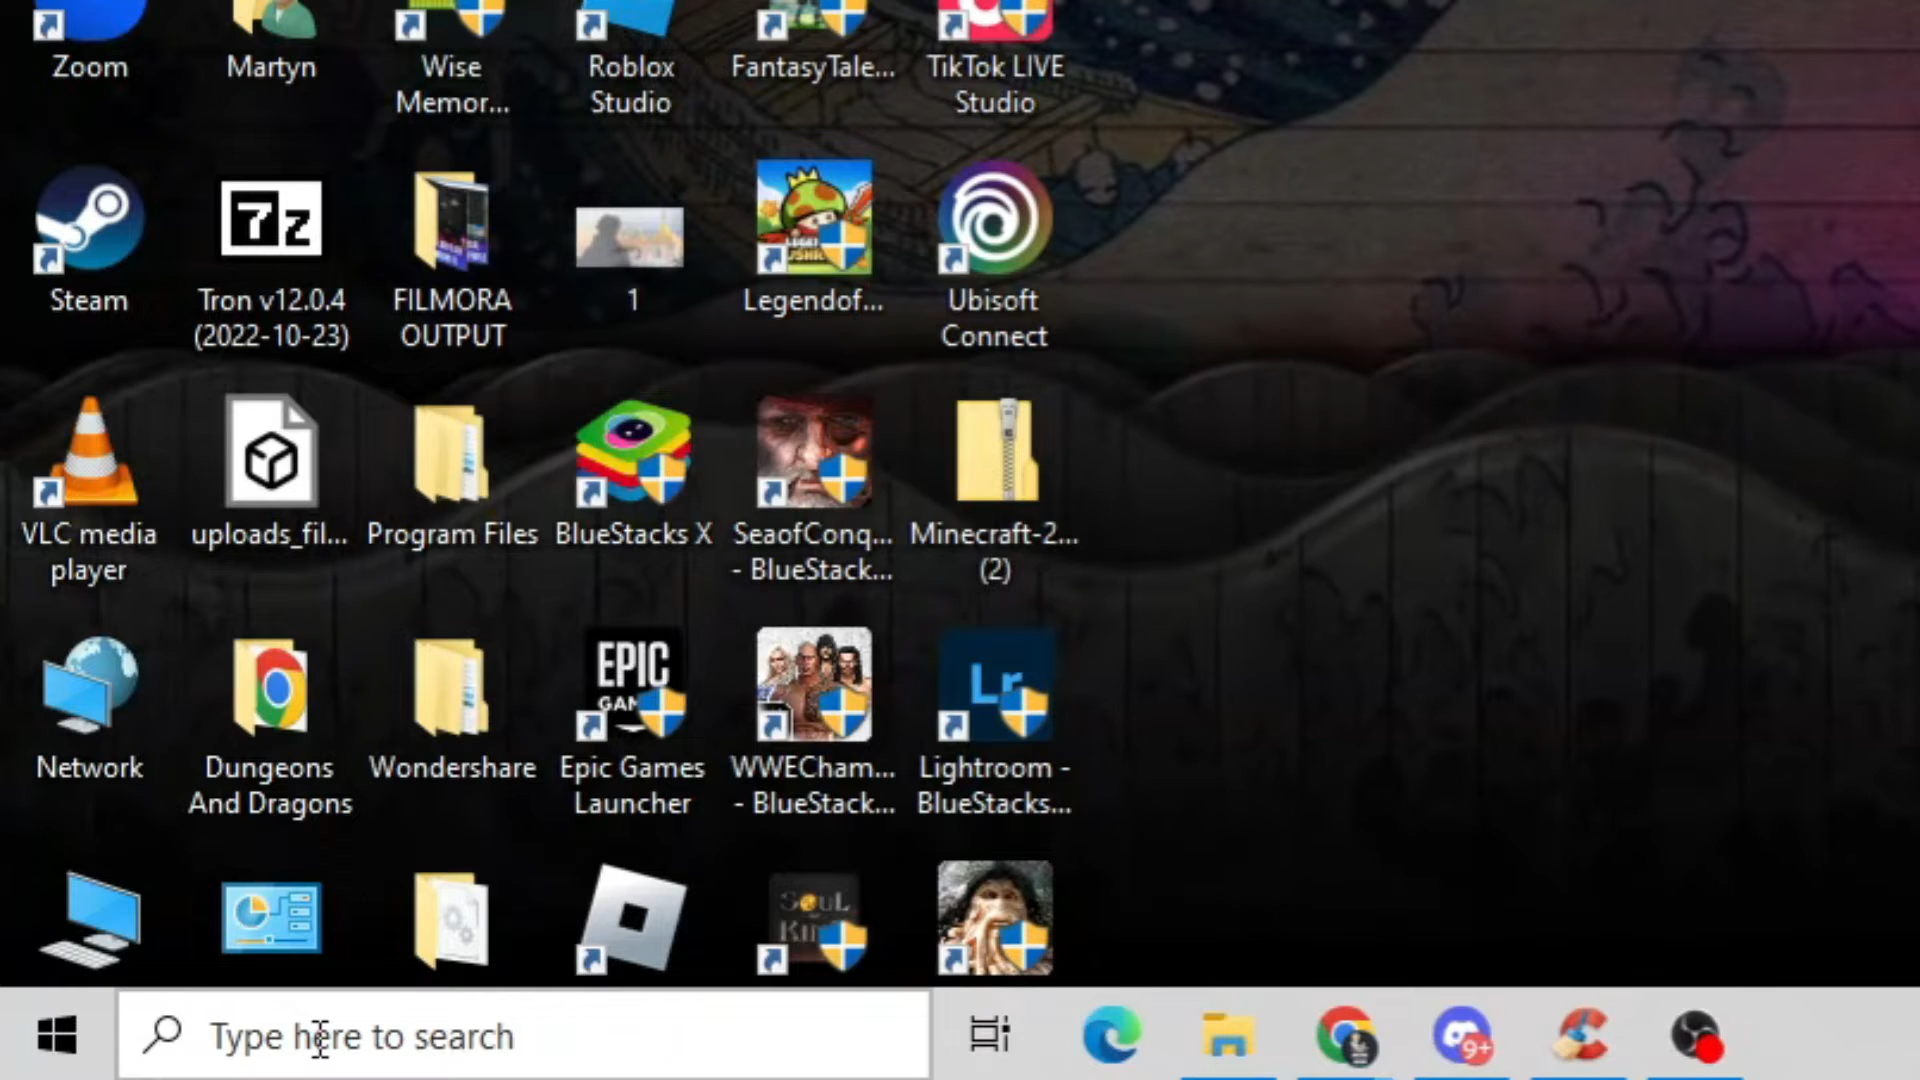 Zoom
Martyn
Wise
Memor...
Roblox
Studio
FantasyTale...
TikTok LIVE
Studio
7z
Steam
Tron v12.0.4
(2022-10-23)
FILMORA
OUTPUT
1
Legendof...
Ubisoft
Connect
VLC media
player
uploads_fil...
Program Files
BlueStacks X
SeaofConq...
- BlueStack...
Minecraft-2...
(2)
EPIC
GAM
Lr
Network
Dungeons
And Dragons
Wondershare
Epic Games
Launcher
WWECham...
- BlueStack...
Lightroom -
BlueStacks...
Type here to search
9+